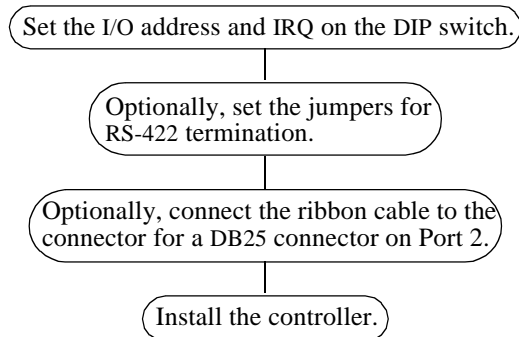 Set the I/O address and IRQ on the DIP switch.
Optionally, set the jumpers for
RS-422 termination.
Optionally, connect the ribbon cable to the
connector for a DB25 connector on Port 2.
Install the controller.